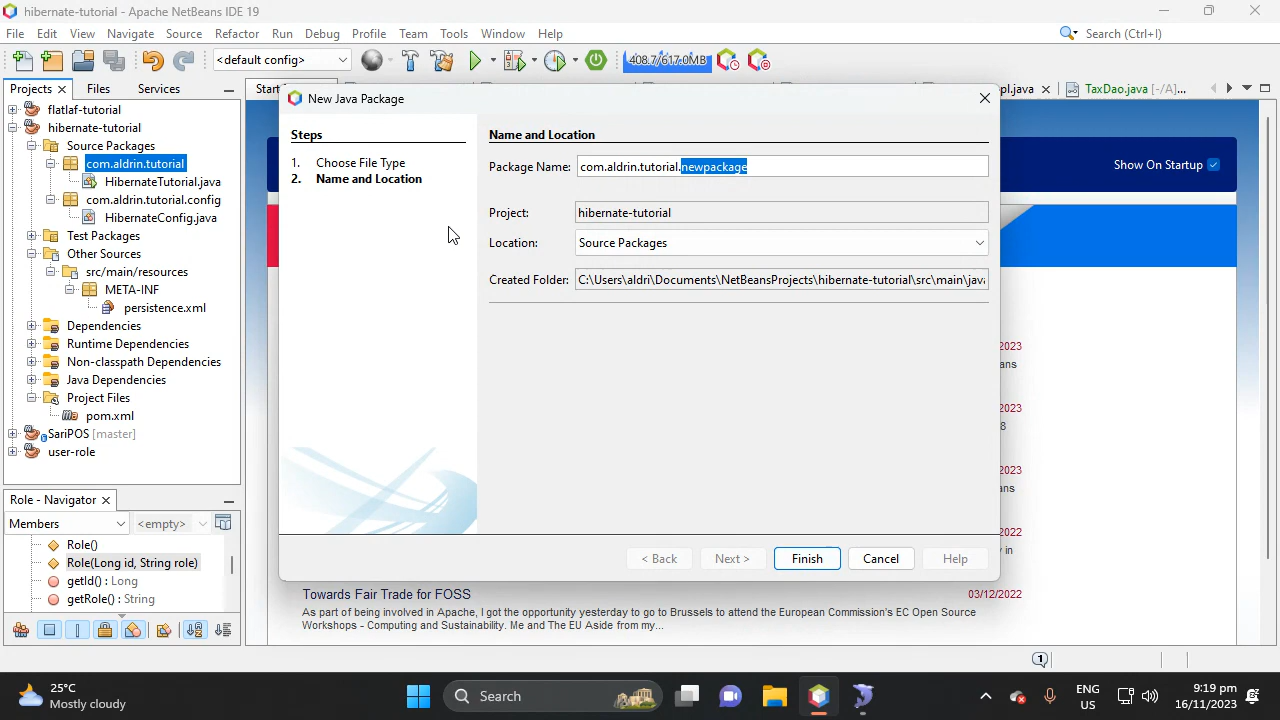 hibernate-tutorial - Apache NetBeans IDE 19
File Edit View Navigate Source Refactor Run Debug Profile Team Tools Window Help
Search (Ctrl+I)
<default config>
408.7/617.0MB
Projects
Files
Services
Start
pl.java
TaxDao.java [-/A]...
flatlaf-tutorial
hibernate-tutorial
Source Packages
com.aldrin.tutorial
HibernateTutorial.java
com.aldrin.tutorial.config
HibernateConfig.java
Test Packages
Other Sources
src/main/resources
META-INF
persistence.xml
Dependencies
Runtime Dependencies
Non-classpath Dependencies
Java Dependencies
Project Files
pom.xml
SariPOS [master]
user-role
Role - Navigator
Members
<empty>
Role()
Role(Long id, String role)
getId() : Long
getRole() : String
New Java Package
Steps
1. Choose File Type
2. Name and Location
Name and Location
Package Name: com.aldrin.tutorial.newpackage
Project: hibernate-tutorial
Location: Source Packages
Created Folder: C:\Users\aldri\Documents\NetBeansProjects\hibernate-tutorial\src\main\java
< Back
Next >
Finish
Cancel
Help
Show On Startup
2023
ans
2023
8
2023
ans
2022
y in
Towards Fair Trade for FOSS
03/12/2022
As part of being involved in Apache, I got the opportunity yesterday to go to Brussels to attend the European Commission's EC Open Source
Workshops - Computing and Sustainability. Me and The EU Aside from my...
1
25°C
Mostly cloudy
Search
ENG
US
9:19 pm
16/11/2023